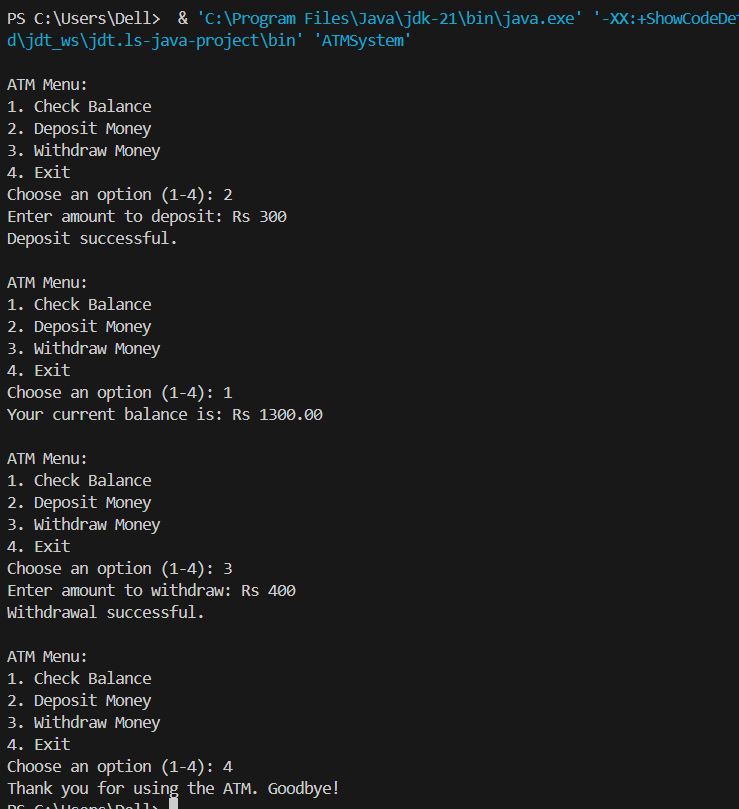 PS C:\Users\Dell>  & 'C:\Program Files\Java\jdk-21\bin\java.exe' '-XX:+ShowCodeDet
d\jdt_ws\jdt.ls-java-project\bin' 'ATMSystem'
ATM Menu:
1. Check Balance
2. Deposit Money
3. Withdraw Money
4. Exit
Choose an option (1-4): 2
Enter amount to deposit: Rs 300
Deposit successful.
ATM Menu:
1. Check Balance
2. Deposit Money
3. Withdraw Money
4. Exit
Choose an option (1-4): 1
Your current balance is: Rs 1300.00
ATM Menu:
1. Check Balance
2. Deposit Money
3. Withdraw Money
4. Exit
Choose an option (1-4): 3
Enter amount to withdraw: Rs 400
Withdrawal successful.
ATM Menu:
1. Check Balance
2. Deposit Money
3. Withdraw Money
4. Exit
Choose an option (1-4): 4
Thank you for using the ATM. Goodbye!
PS C:\Users\Dell>